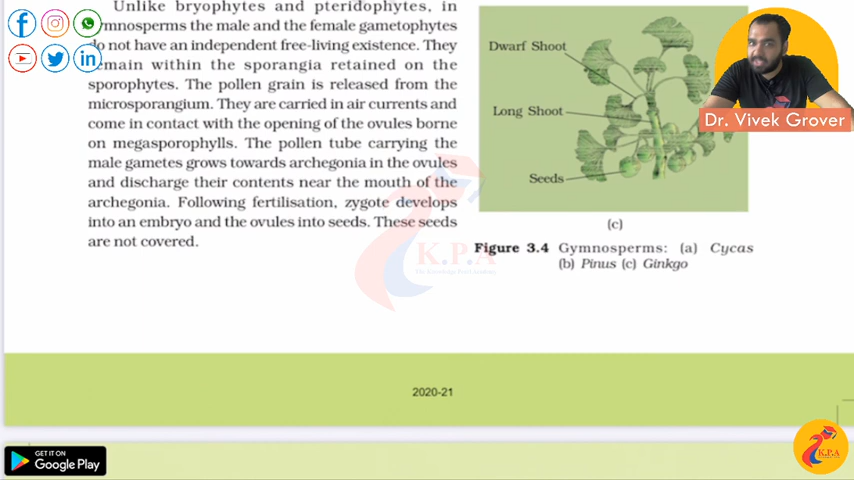 Unlike bryophytes and pteridophytes, in
gymnosperms the male and the female gametophytes
do not have an independent free-living existence. They
remain within the sporangia retained on the
sporophytes. The pollen grain is released from the
microsporangium. They are carried in air currents and
come in contact with the opening of the ovules borne
on megasporophylls. The pollen tube carrying the
male gametes grows towards archegonia in the ovules
and discharge their contents near the mouth of the
archegonia. Following fertilisation, zygote develops
into an embryo and the ovules into seeds. These seeds
are not covered.
Dwarf Shoot
Long Shoot
Seeds
(c)
Figure 3.4 Gymnosperms: (a) Cycas
(b) Pinus (c) Ginkgo
Dr. Vivek Grover
K.P.A
2020-21
GET IT ON
Google Play
K.P.A